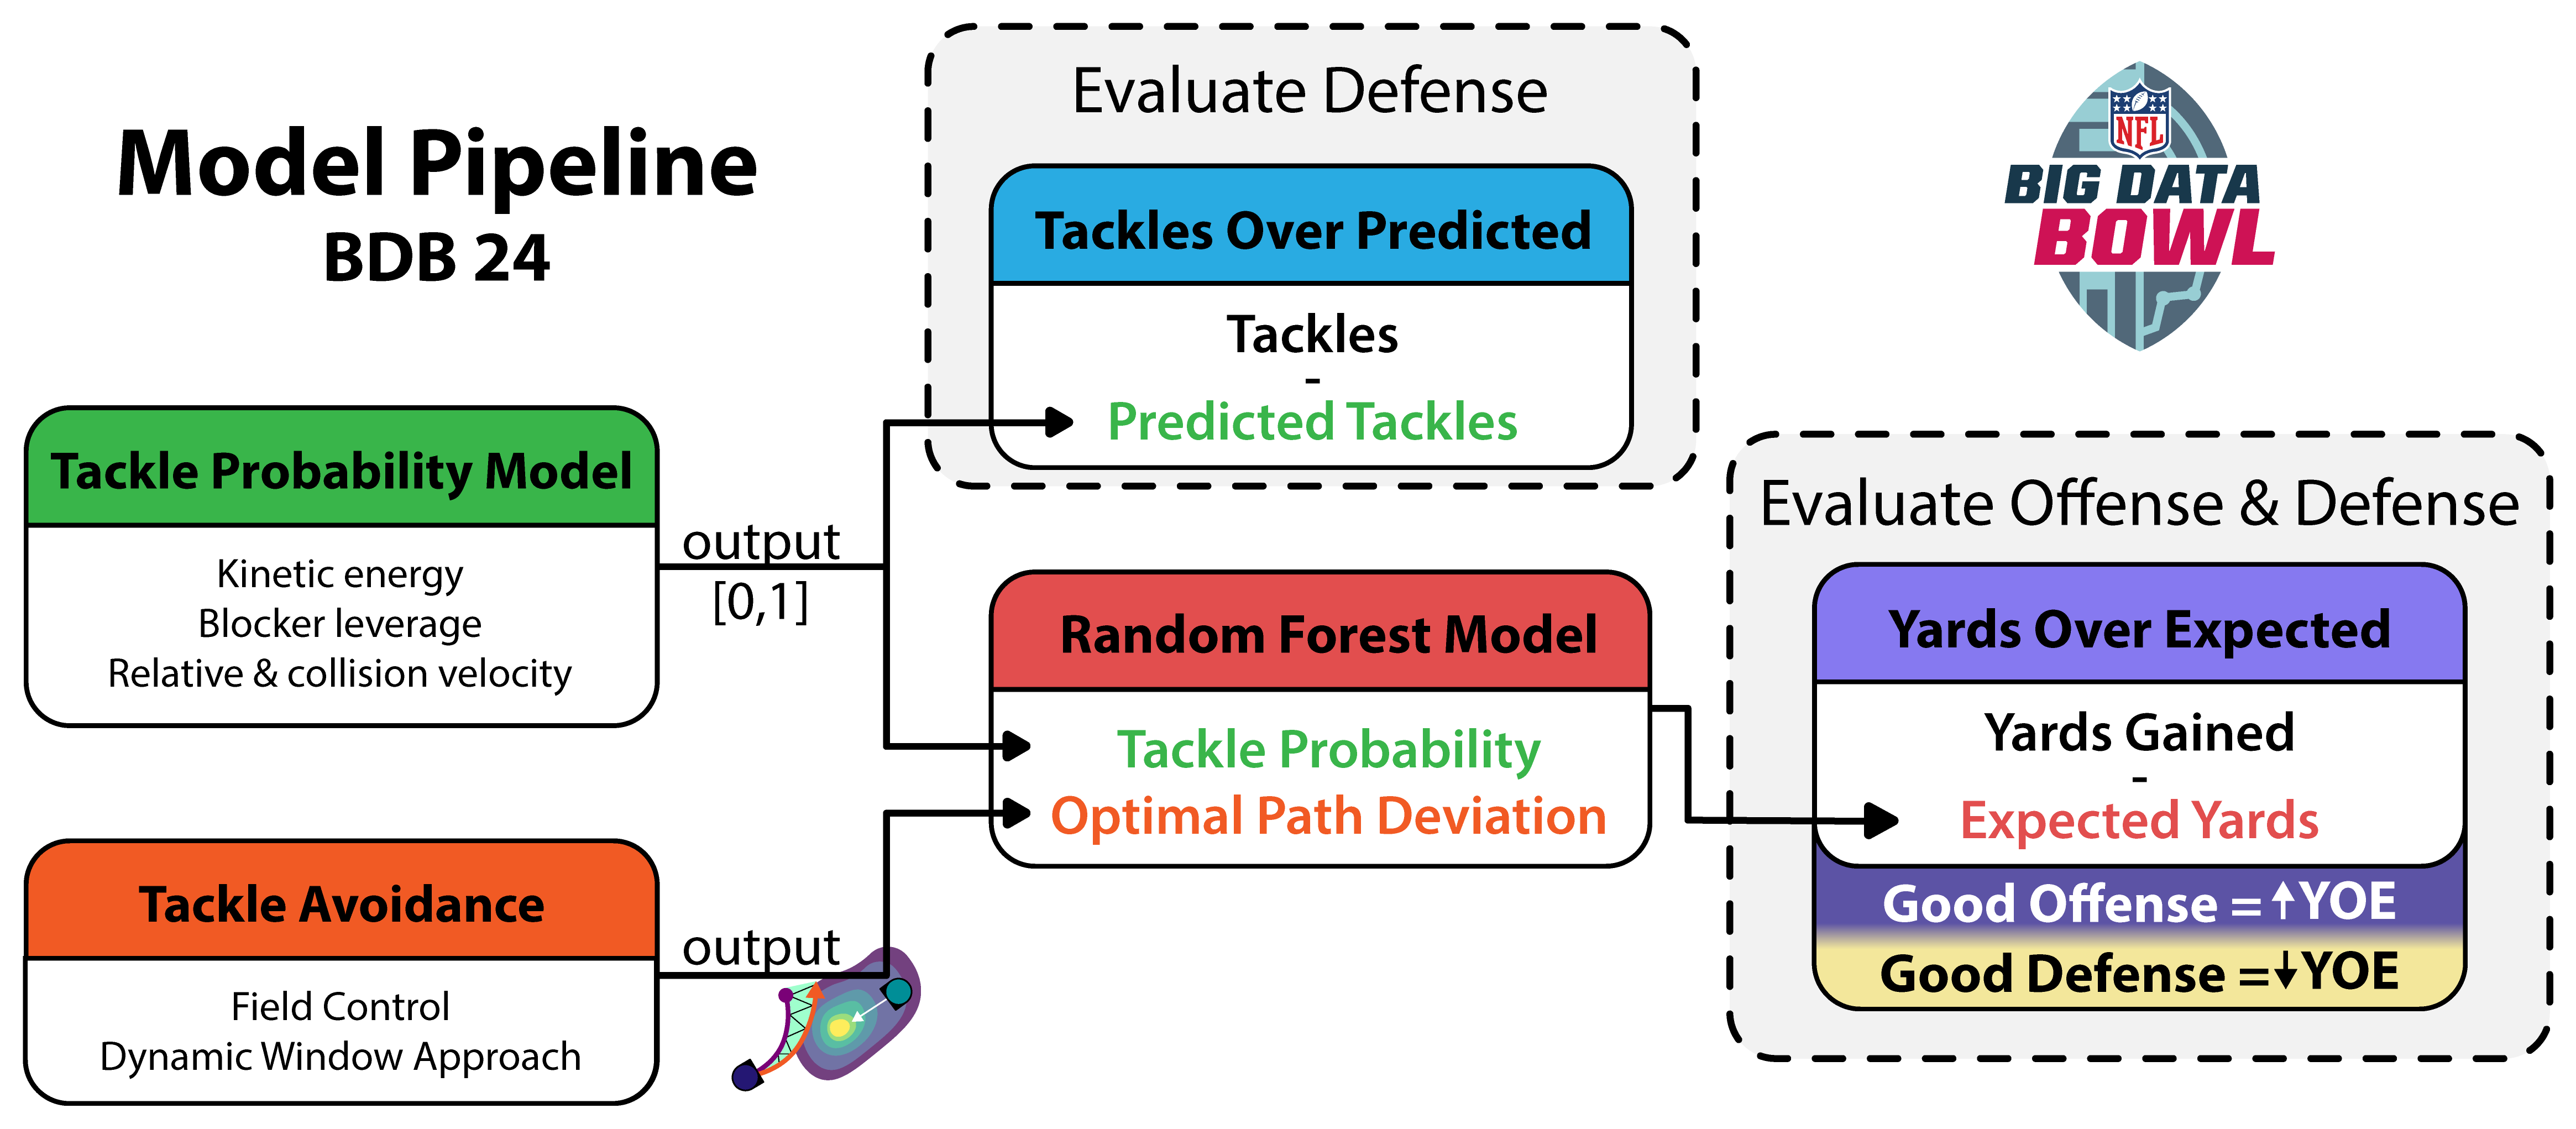 Model Pipeline
BDB 24
Evaluate Defense
Tackles Over Predicted
Tackles
-
Predicted Tackles
NFL
BIG DATA
BOWL
Tackle Probability Model
Kinetic energy
Blocker leverage
Relative & collision velocity
output
[0,1]
Tackle Avoidance
Field Control
Dynamic Window Approach
output
Random Forest Model
Tackle Probability
Optimal Path Deviation
Evaluate Offense & Defense
Yards Over Expected
Yards Gained
-
Expected Yards
Good Offense = ↑YOE
Good Defense = ↓YOE